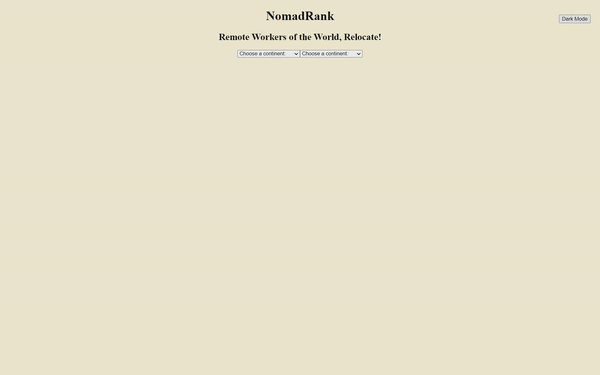 NomadRank
Dark Mode
Remote Workers of the World, Relocate!
Choose a continent Choose a continent